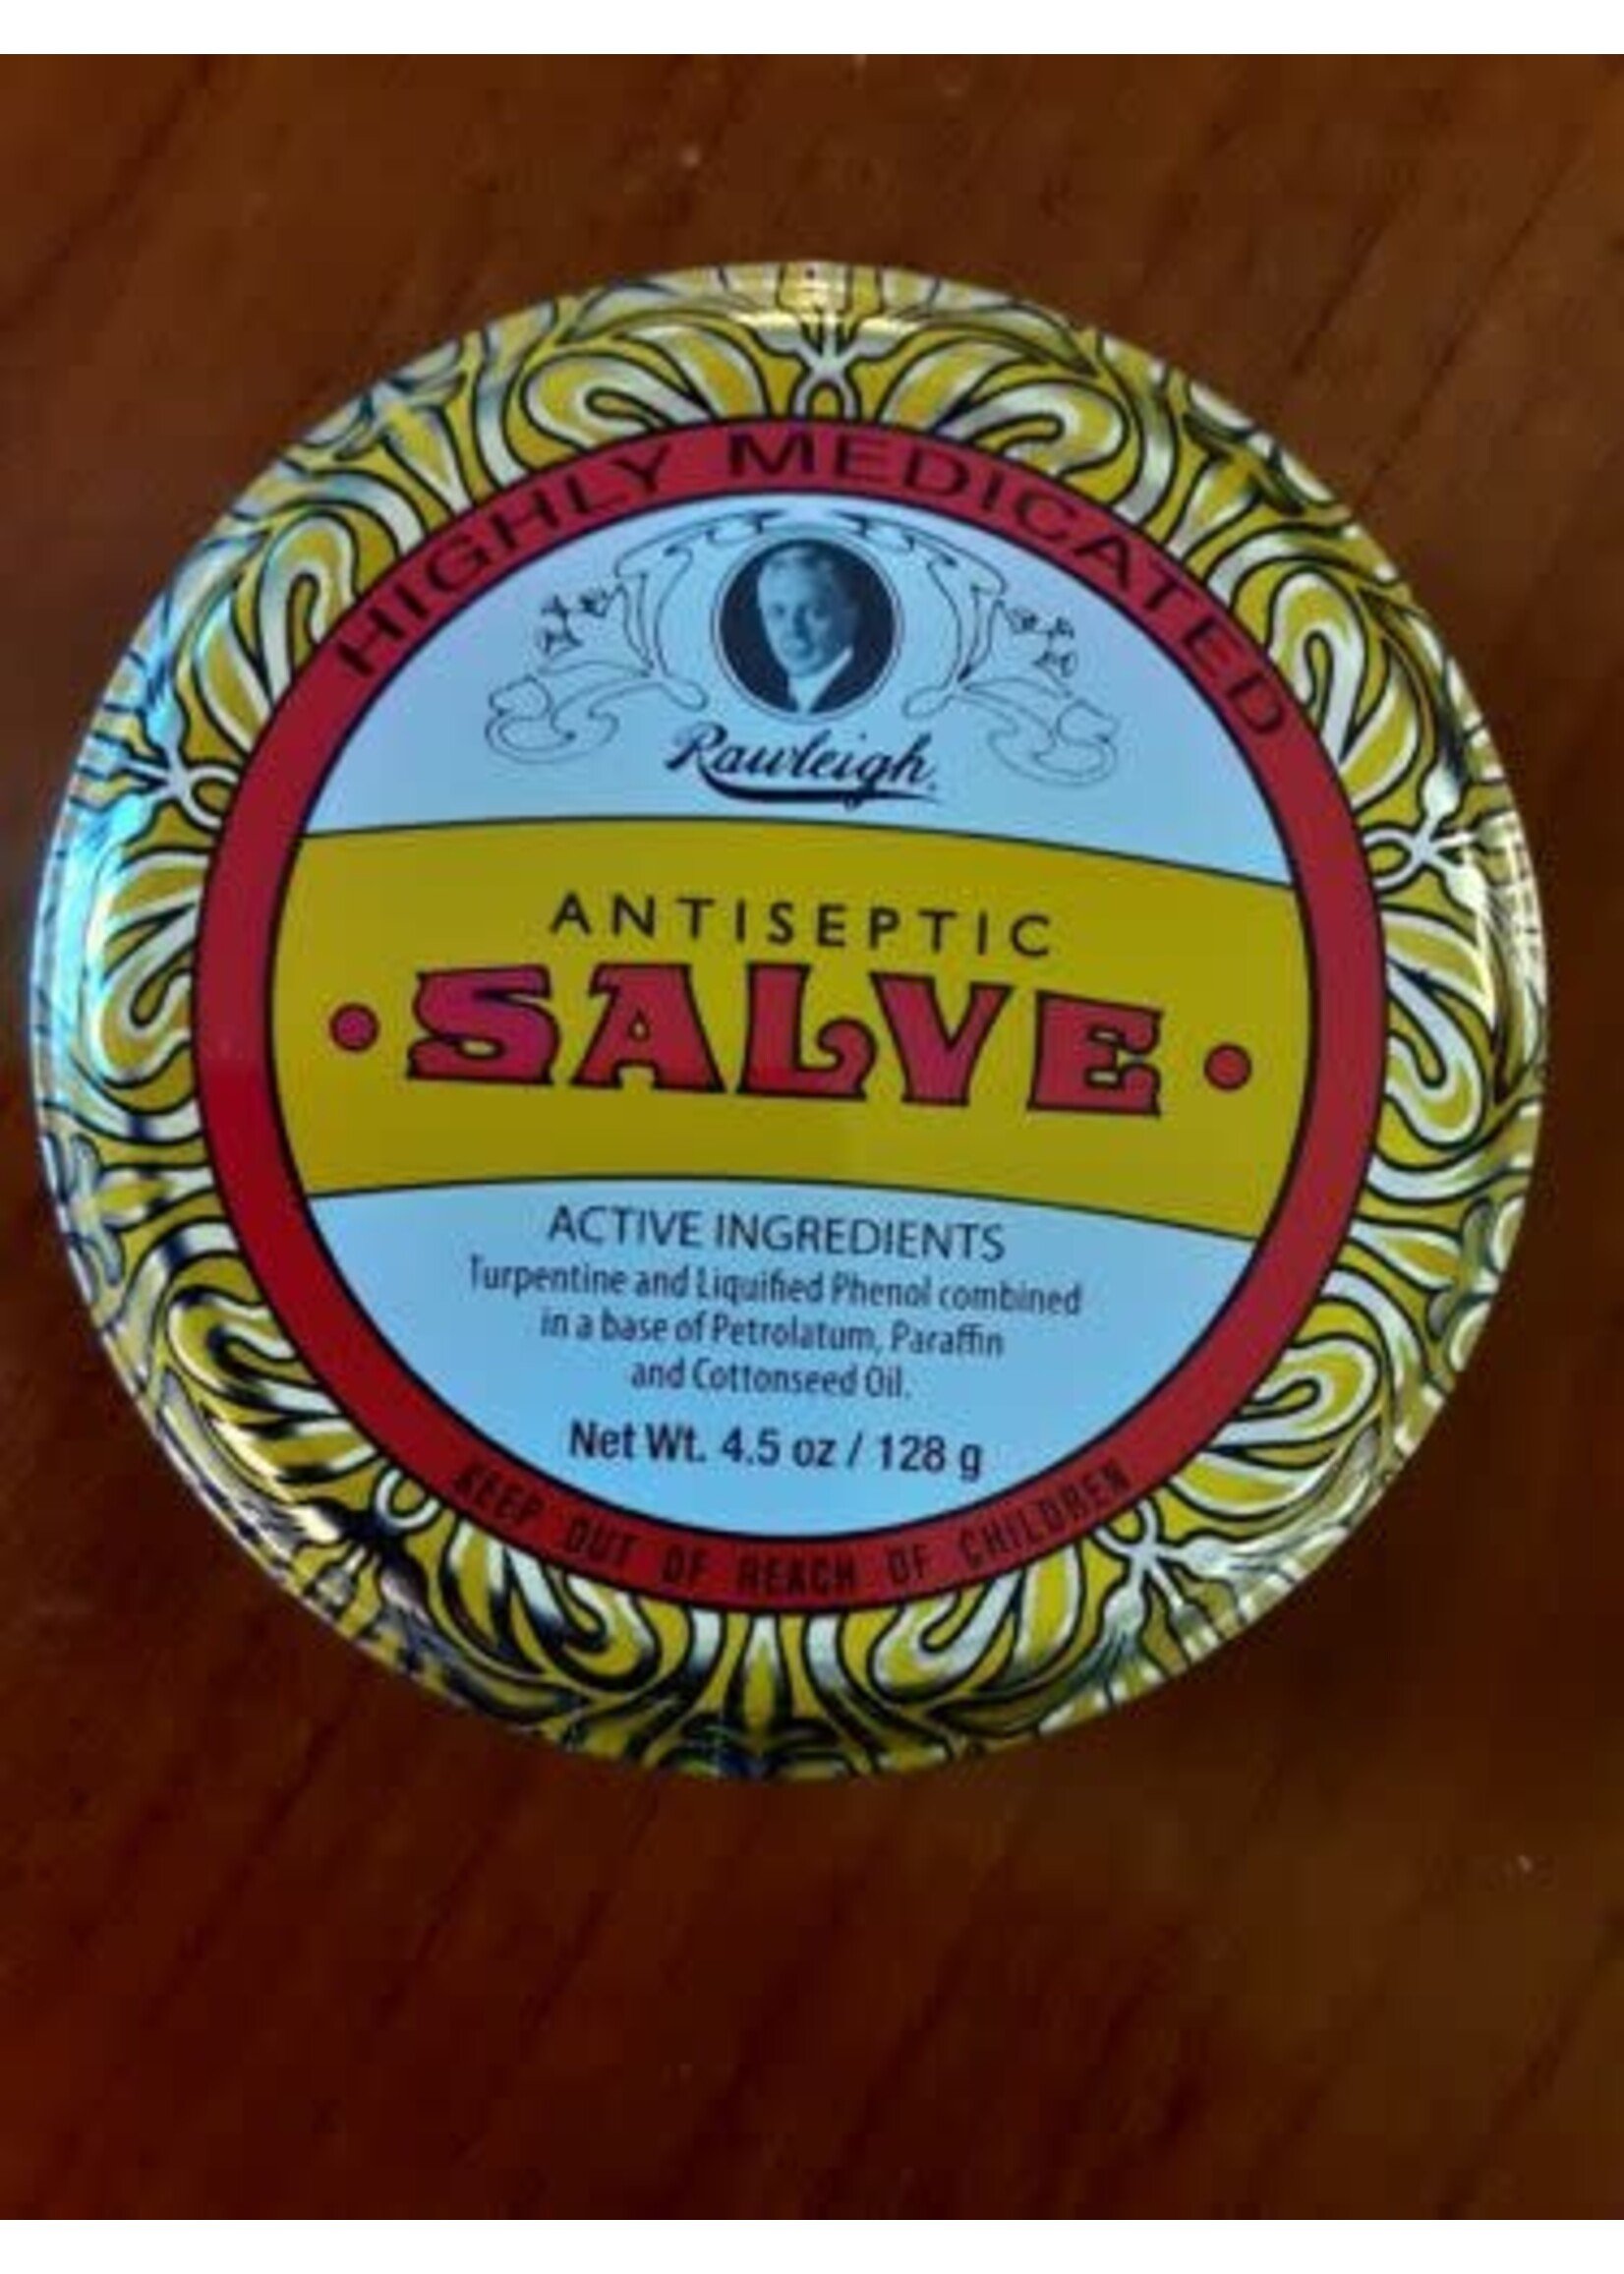 HIGHLY MEDICATED
Rawleigh
ANTISEPTIC
•SALVE•
ACTIVE INGREDIENTS
Turpentine and Liquified Phenol combined
in a base of Petrolatum, Paraffin
and Cottonseed Oil.
Net Wt. 4.5 oz / 128 g
KEEP OUT OF REACH OF CHILDREN